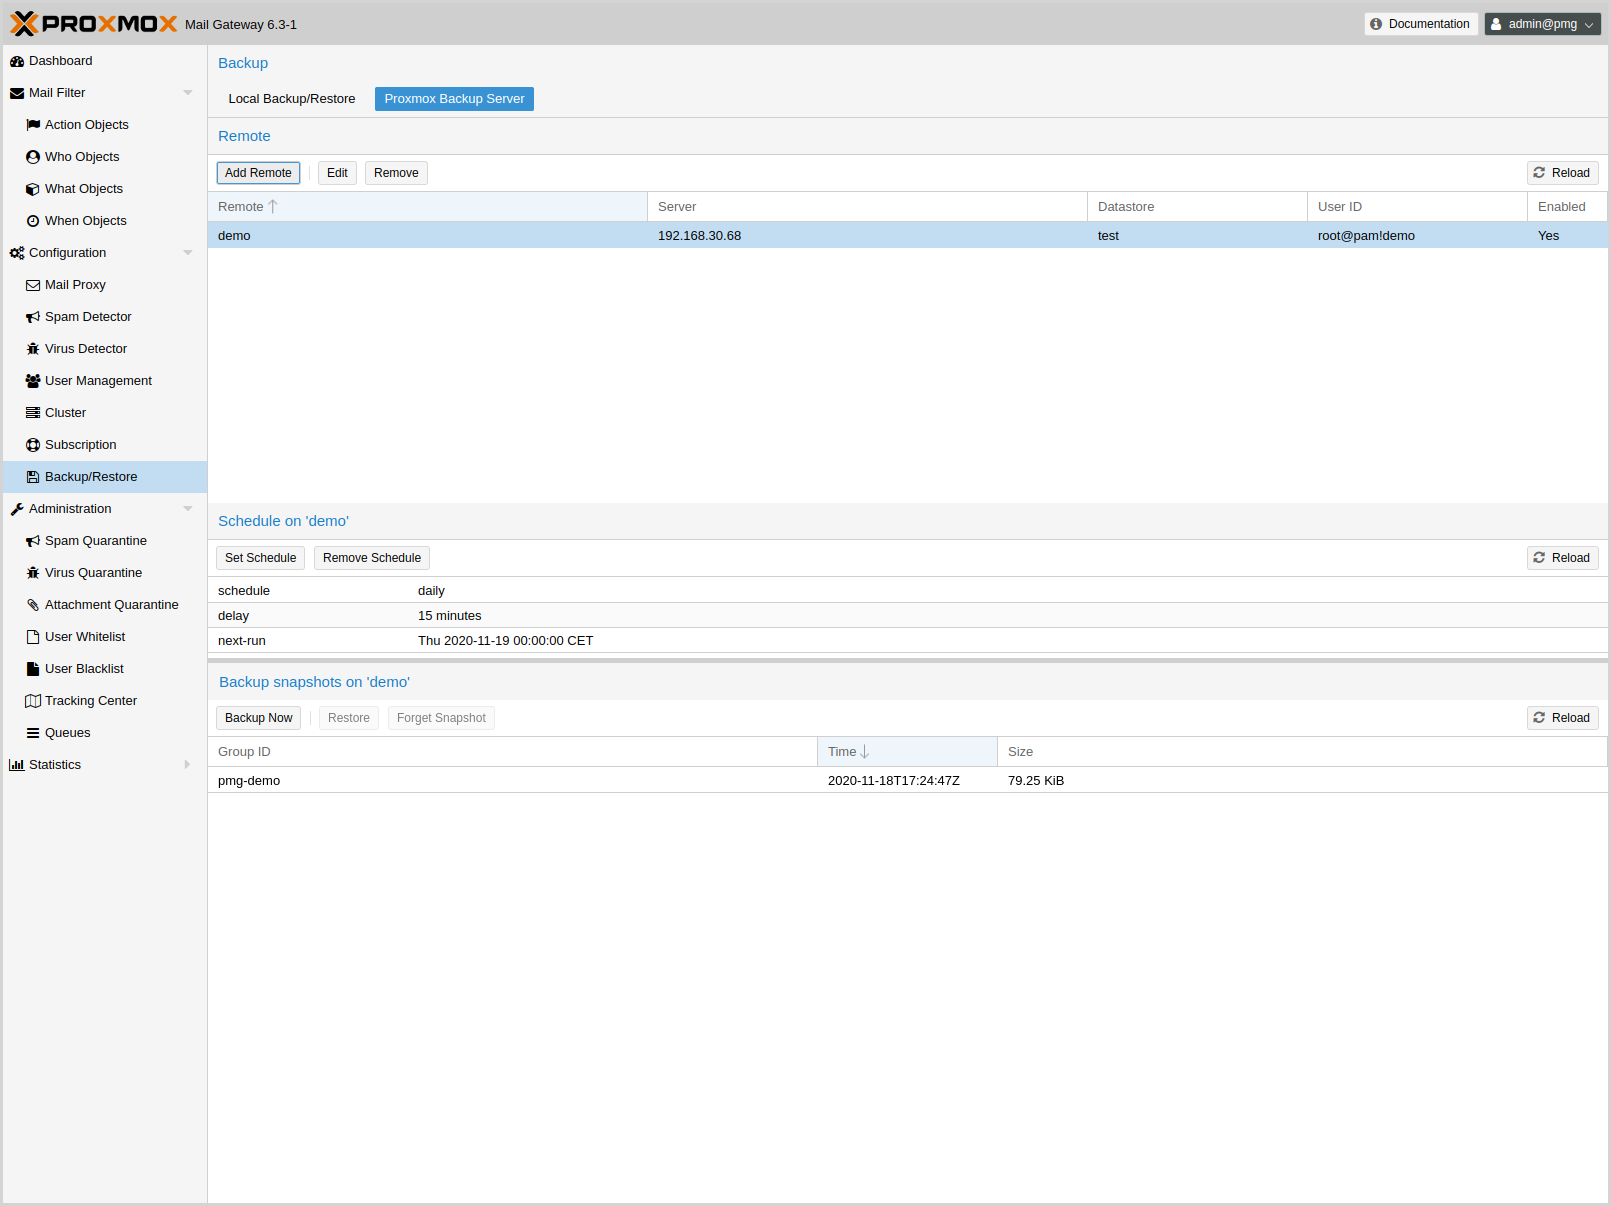 PROXMOX Mail Gateway 6.3-1
Documentation
admin@pmg
Dashboard
Mail Filter
Action Objects
Who Objects
What Objects
When Objects
Configuration
Mail Proxy
Spam Detector
Virus Detector
User Management
Cluster
Subscription
Backup/Restore
Administration
Spam Quarantine
Virus Quarantine
Attachment Quarantine
User Whitelist
User Blacklist
Tracking Center
Queues
Statistics
Backup
Local Backup/Restore Proxmox Backup Server
Remote
Add Remote Edit Remove Reload
Remote Server Datastore User ID Enabled
demo 192.168.30.68 test root@pam!demo Yes
Schedule on 'demo'
Set Schedule Remove Schedule Reload
schedule daily
delay 15 minutes
next-run Thu 2020-11-19 00:00:00 CET
Backup snapshots on 'demo'
Backup Now Restore Forget Snapshot Reload
Group ID Time Size
pmg-demo 2020-11-18T17:24:47Z 79.25 KiB